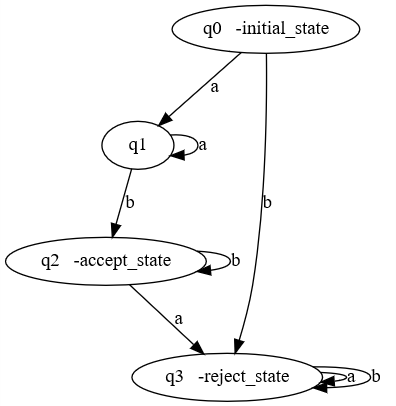 q0 -initial_state
a
q1
a
b
b
q2 -accept_state
b
a
q3 -reject_state
a
b